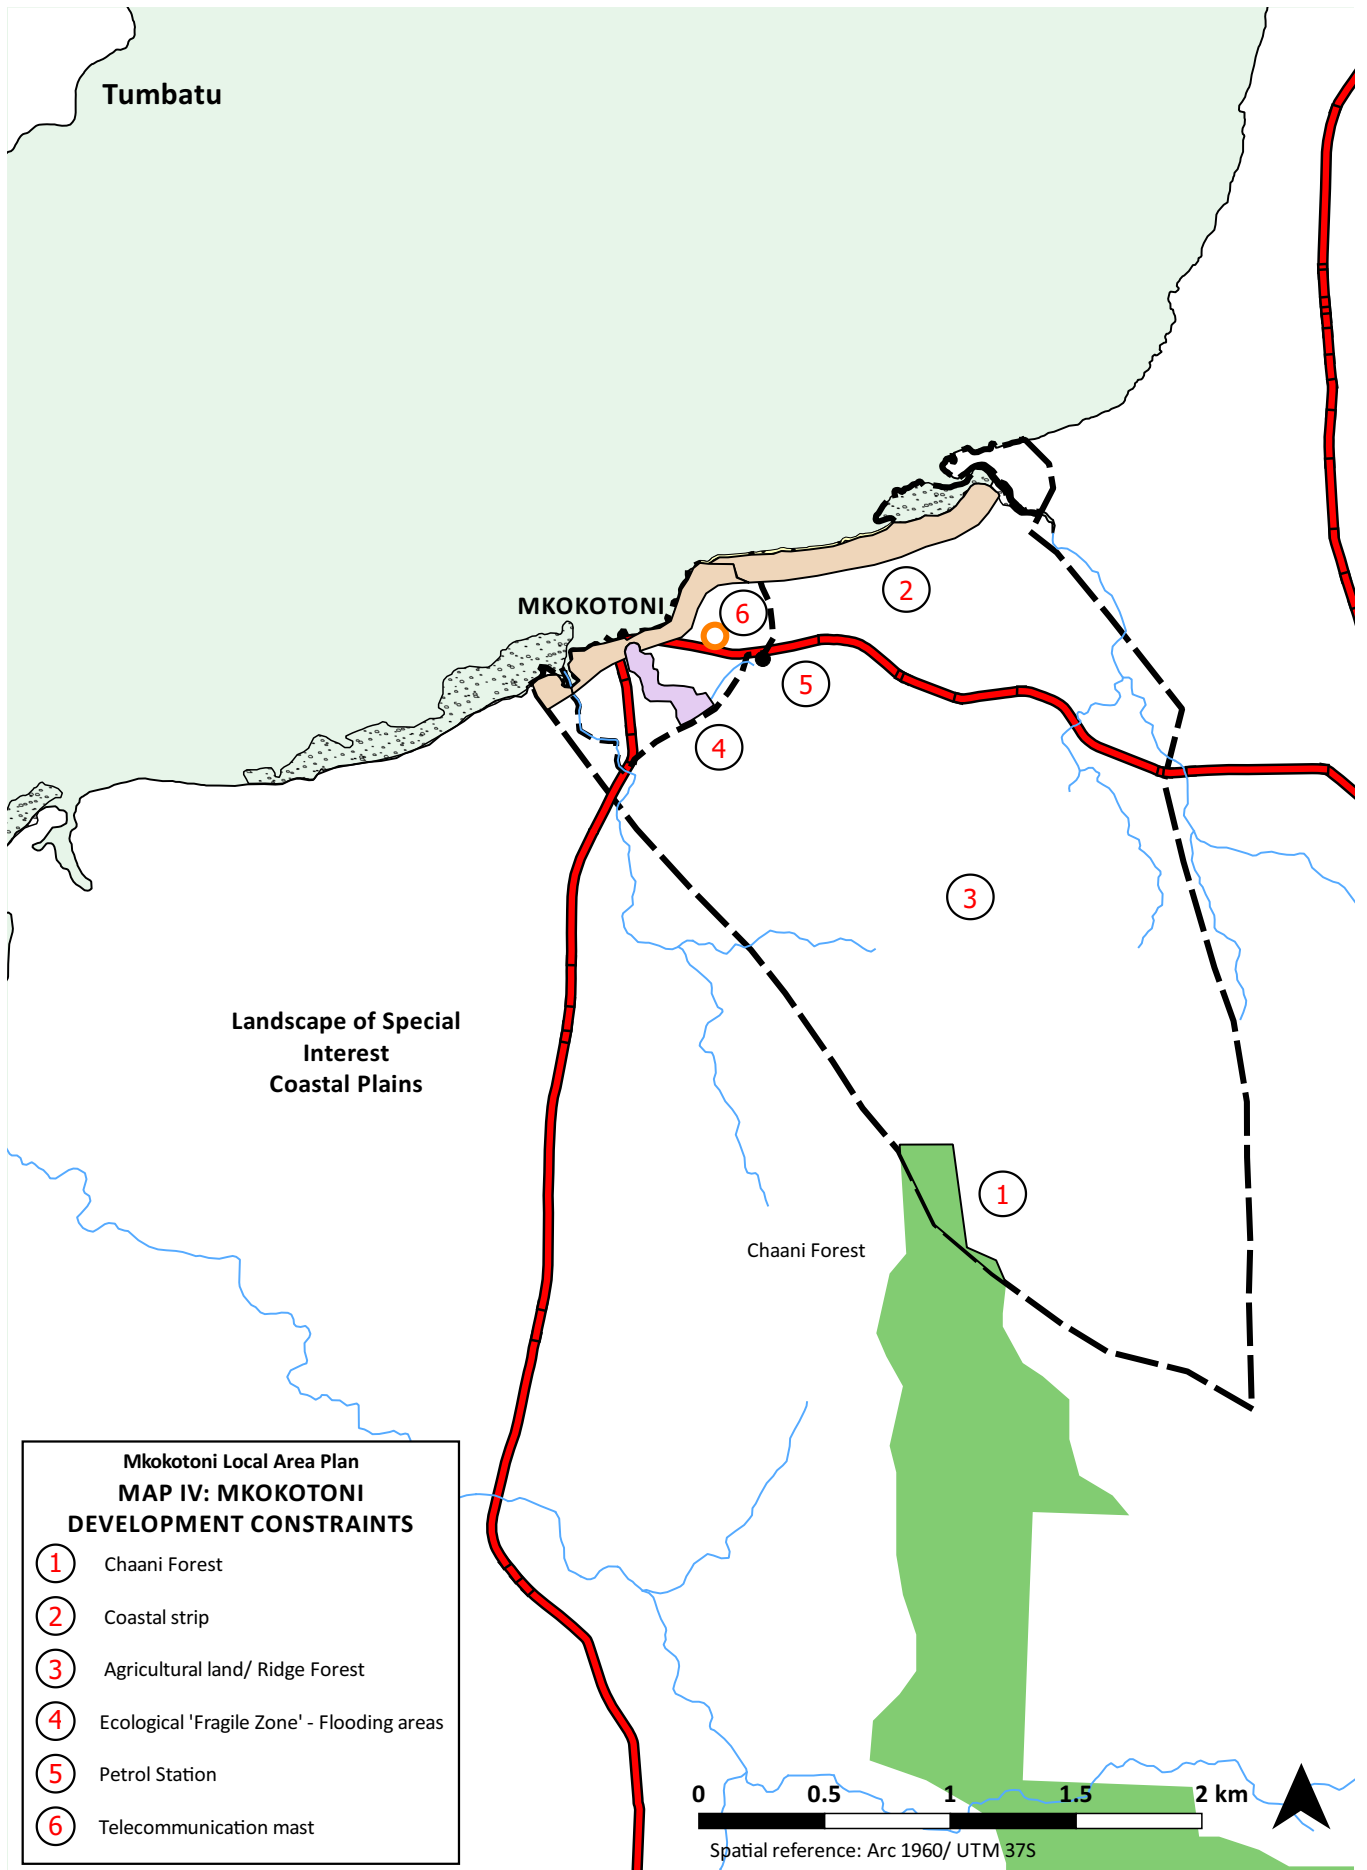 Tumbatu
MKOKOTONI
6
2
5
4
3
Landscape of Special
Interest
Coastal Plains
1
Chaani Forest
Mkokotoni Local Area Plan
MAP IV: MKOKOTONI
DEVELOPMENT CONSTRAINTS
1 Chaani Forest
2 Coastal strip
3 Agricultural land/ Ridge Forest
4 Ecological 'Fragile Zone' - Flooding areas
5 Petrol Station
6 Telecommunication mast
0 0.5 1 1.5 2 km
Spatial reference: Arc 1960/ UTM 37S